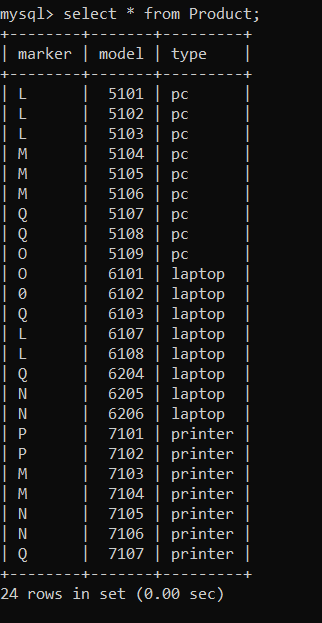 mysql> select * from Product;
+--------+-------+---------+
| marker | model | type    |
+--------+-------+---------+
| L      |  5101 | pc      |
| L      |  5102 | pc      |
| L      |  5103 | pc      |
| M      |  5104 | pc      |
| M      |  5105 | pc      |
| M      |  5106 | pc      |
| Q      |  5107 | pc      |
| Q      |  5108 | pc      |
| O      |  5109 | pc      |
| O      |  6101 | laptop  |
| 0      |  6102 | laptop  |
| Q      |  6103 | laptop  |
| L      |  6107 | laptop  |
| L      |  6108 | laptop  |
| Q      |  6204 | laptop  |
| N      |  6205 | laptop  |
| N      |  6206 | laptop  |
| P      |  7101 | printer |
| P      |  7102 | printer |
| M      |  7103 | printer |
| M      |  7104 | printer |
| N      |  7105 | printer |
| N      |  7106 | printer |
| Q      |  7107 | printer |
+--------+-------+---------+
24 rows in set (0.00 sec)